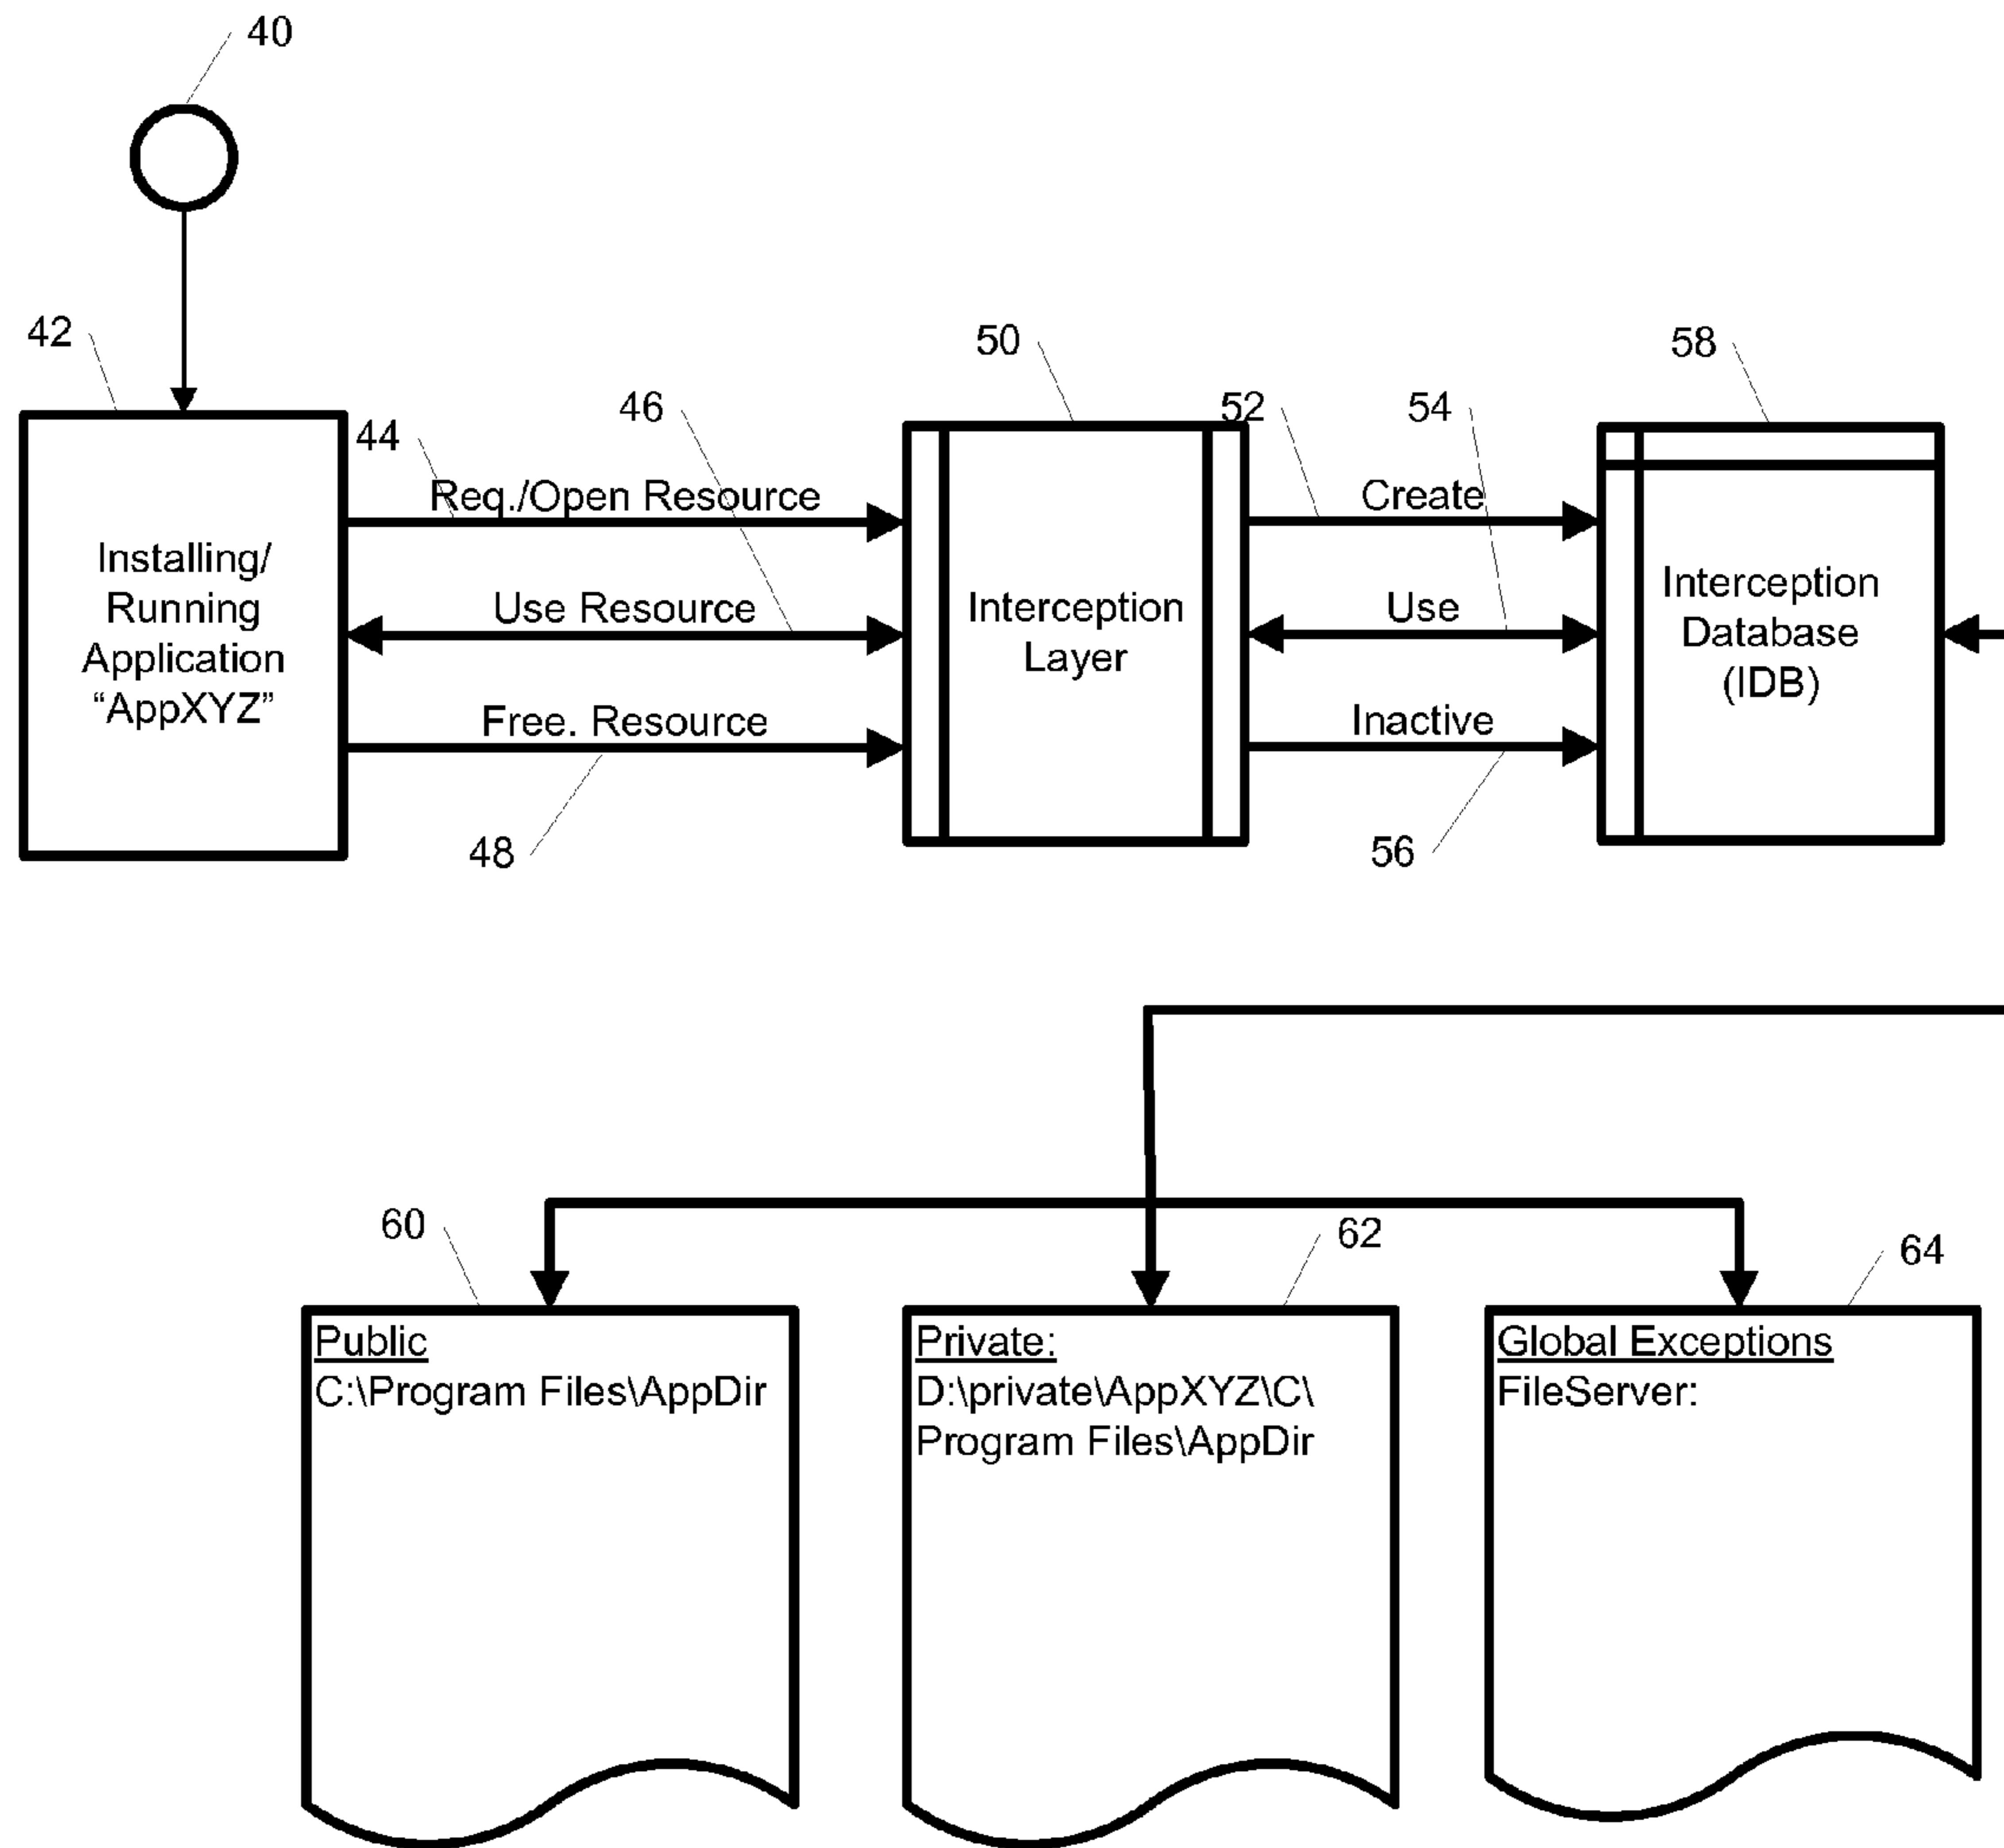 40
42
50
58
46
52
54
44
Req./Open Resource
Create
Installing/
Running
Application
“AppXYZ”
Use Resource
Interception
Layer
Use
Interception
Database
(IDB)
Free. Resource
Inactive
48
56
60
62
64
Public
C:\Program Files\AppDir
Private:
D:\private\AppXYZ\C\
Program Files\AppDir
Global Exceptions
FileServer: